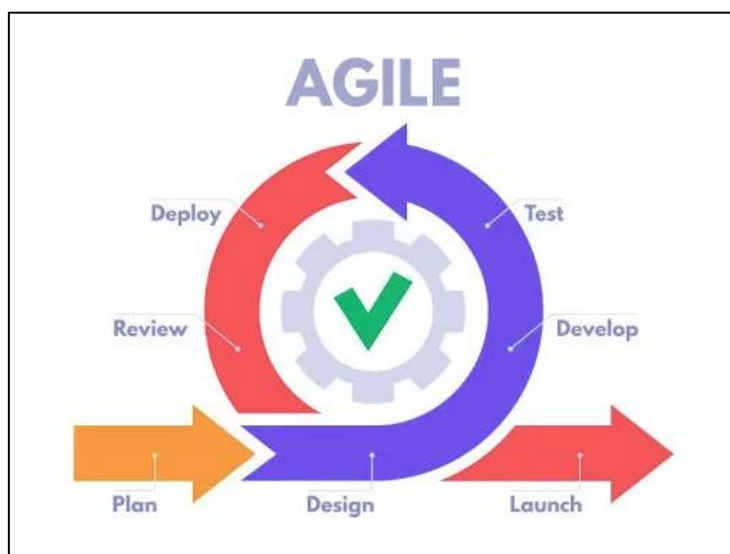 AGILE
Deploy
Test
Review
Develop
Plan
Design
Launch